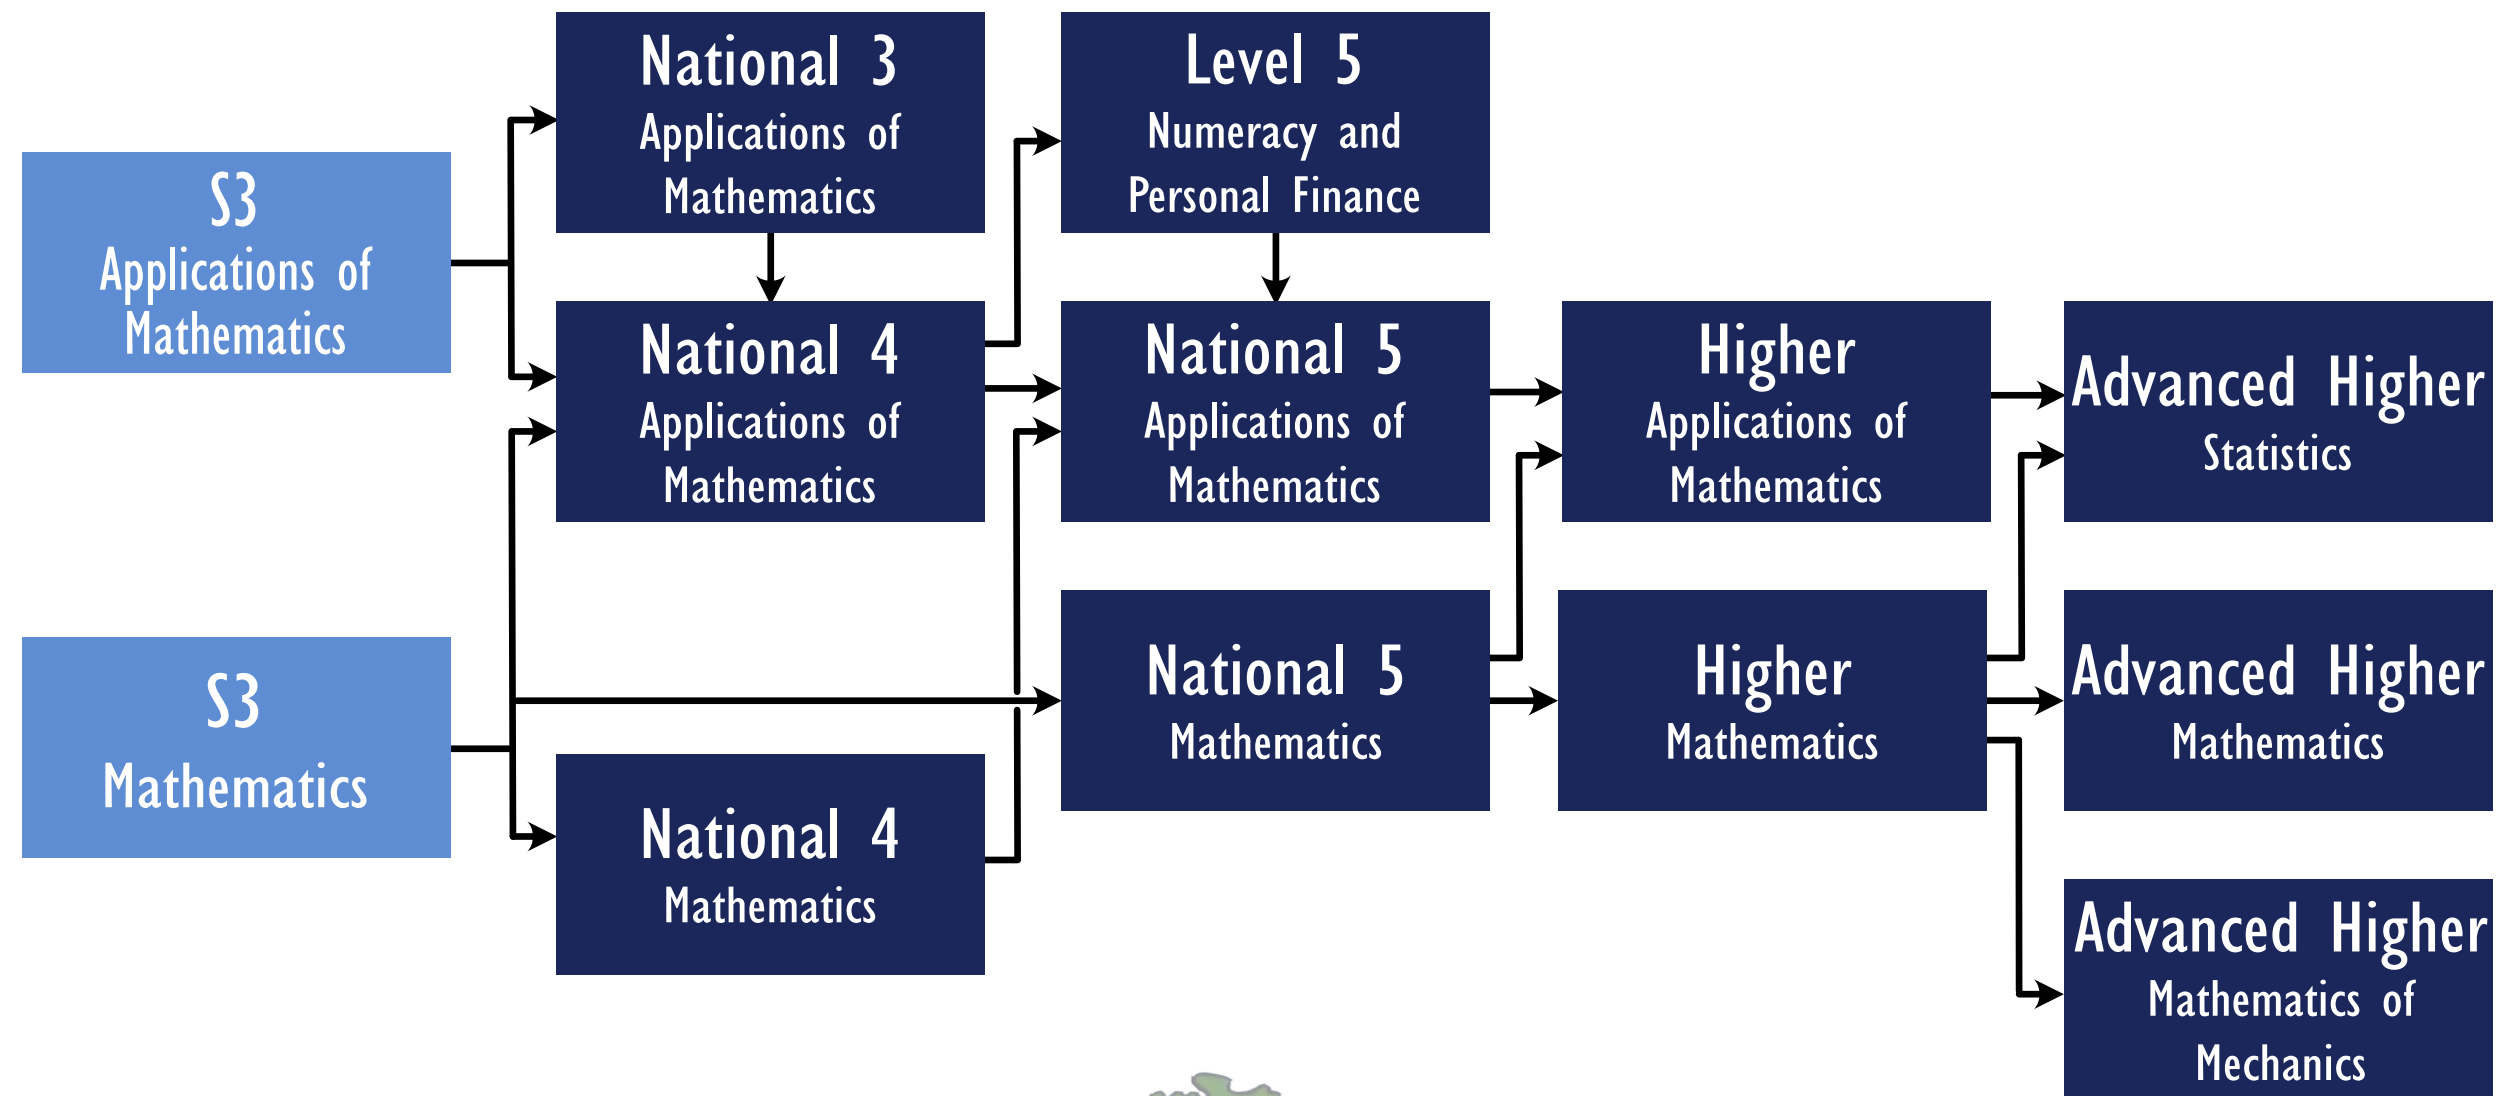 S3
Applications of
Mathematics
S3
Mathematics
National 3
Applications of
Mathematics
National 4
Applications of
Mathematics
National 4
Mathematics
Level 5
Numeracy and
Personal Finance
National 5
Applications of
Mathematics
National 5
Mathematics
Higher
Applications of
Mathematics
Higher
Mathematics
Advanced Higher
Statistics
Advanced Higher
Mathematics
Advanced Higher
Mathematics of
Mechanics